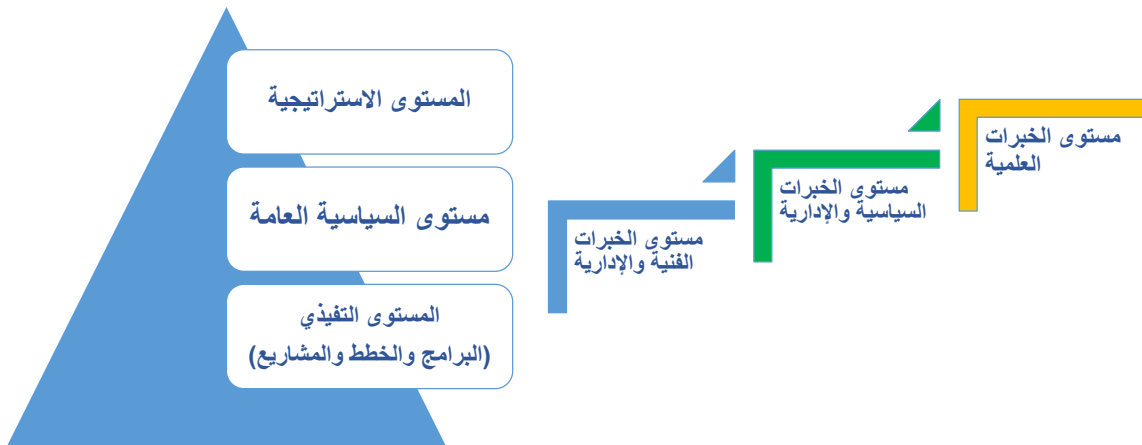 المستوى الاستراتيجية
مستوى السياسية العامة
المستوى التفيذي
(البرامج والخطط والمشاريع)
مستوى الخبرات
الفنية والإدارية
مستوى الخبرات
السياسية والإدارية
مستوى الخبرات
العلمية